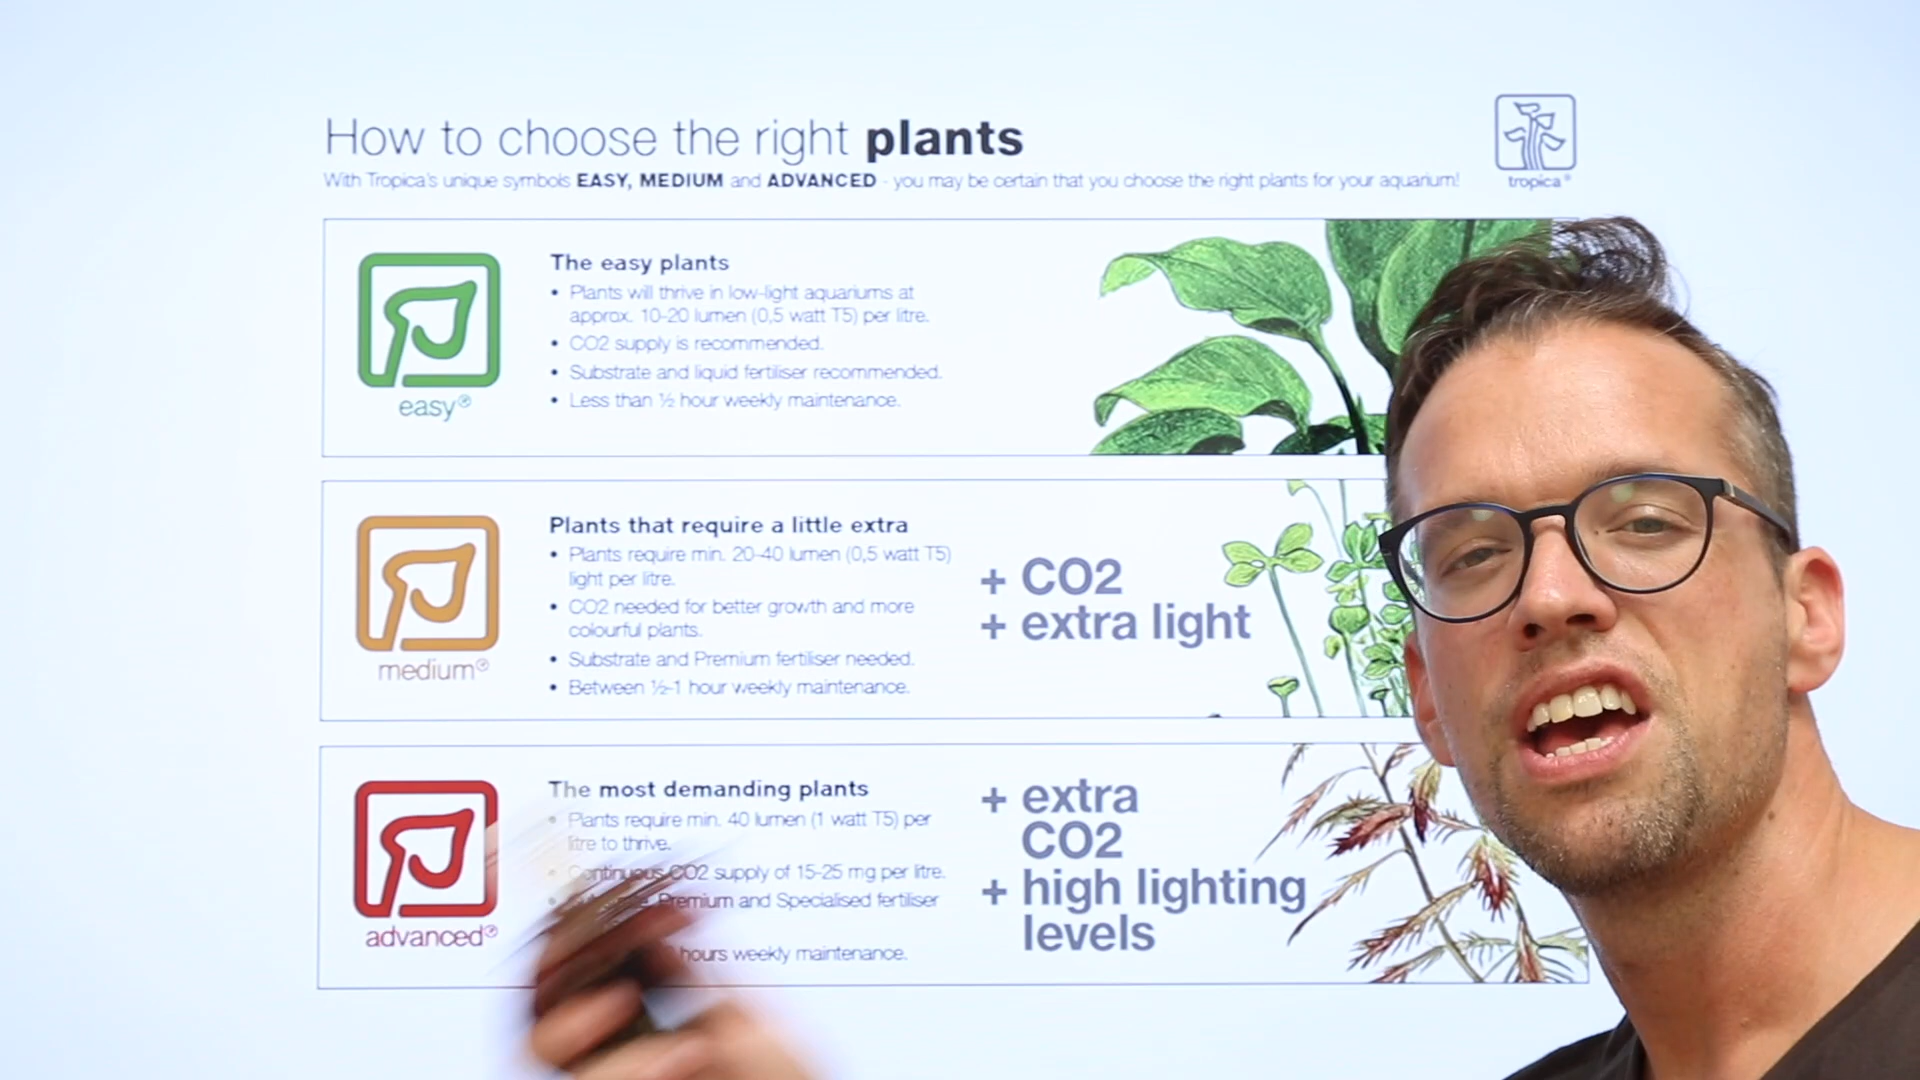 How to choose the right plants
With Tropica's unique symbols EASY, MEDIUM and ADVANCED - you may be certain that you choose the right plants for your aquarium!
tropica®
The easy plants
• Plants will thrive in low-light aquariums at
approx. 10-20 lumen (0,5 watt T5) per litre.
• CO2 supply is recommended.
• Substrate and liquid fertiliser recommended.
• Less than ½ hour weekly maintenance.
easy®
Plants that require a little extra
• Plants require min. 20-40 lumen (0,5 watt T5)
light per litre.
• CO2 needed for better growth and more
colourful plants.
• Substrate and Premium fertiliser needed.
• Between ½-1 hour weekly maintenance.
medium®
+ CO2
+ extra light
The most demanding plants
• Plants require min. 40 lumen (1 watt T5) per
litre to thrive.
• Continuous CO2 supply of 15-25 mg per litre.
• Premium and Specialised fertiliser
hours weekly maintenance.
advanced®
+ extra
CO2
+ high lighting
levels